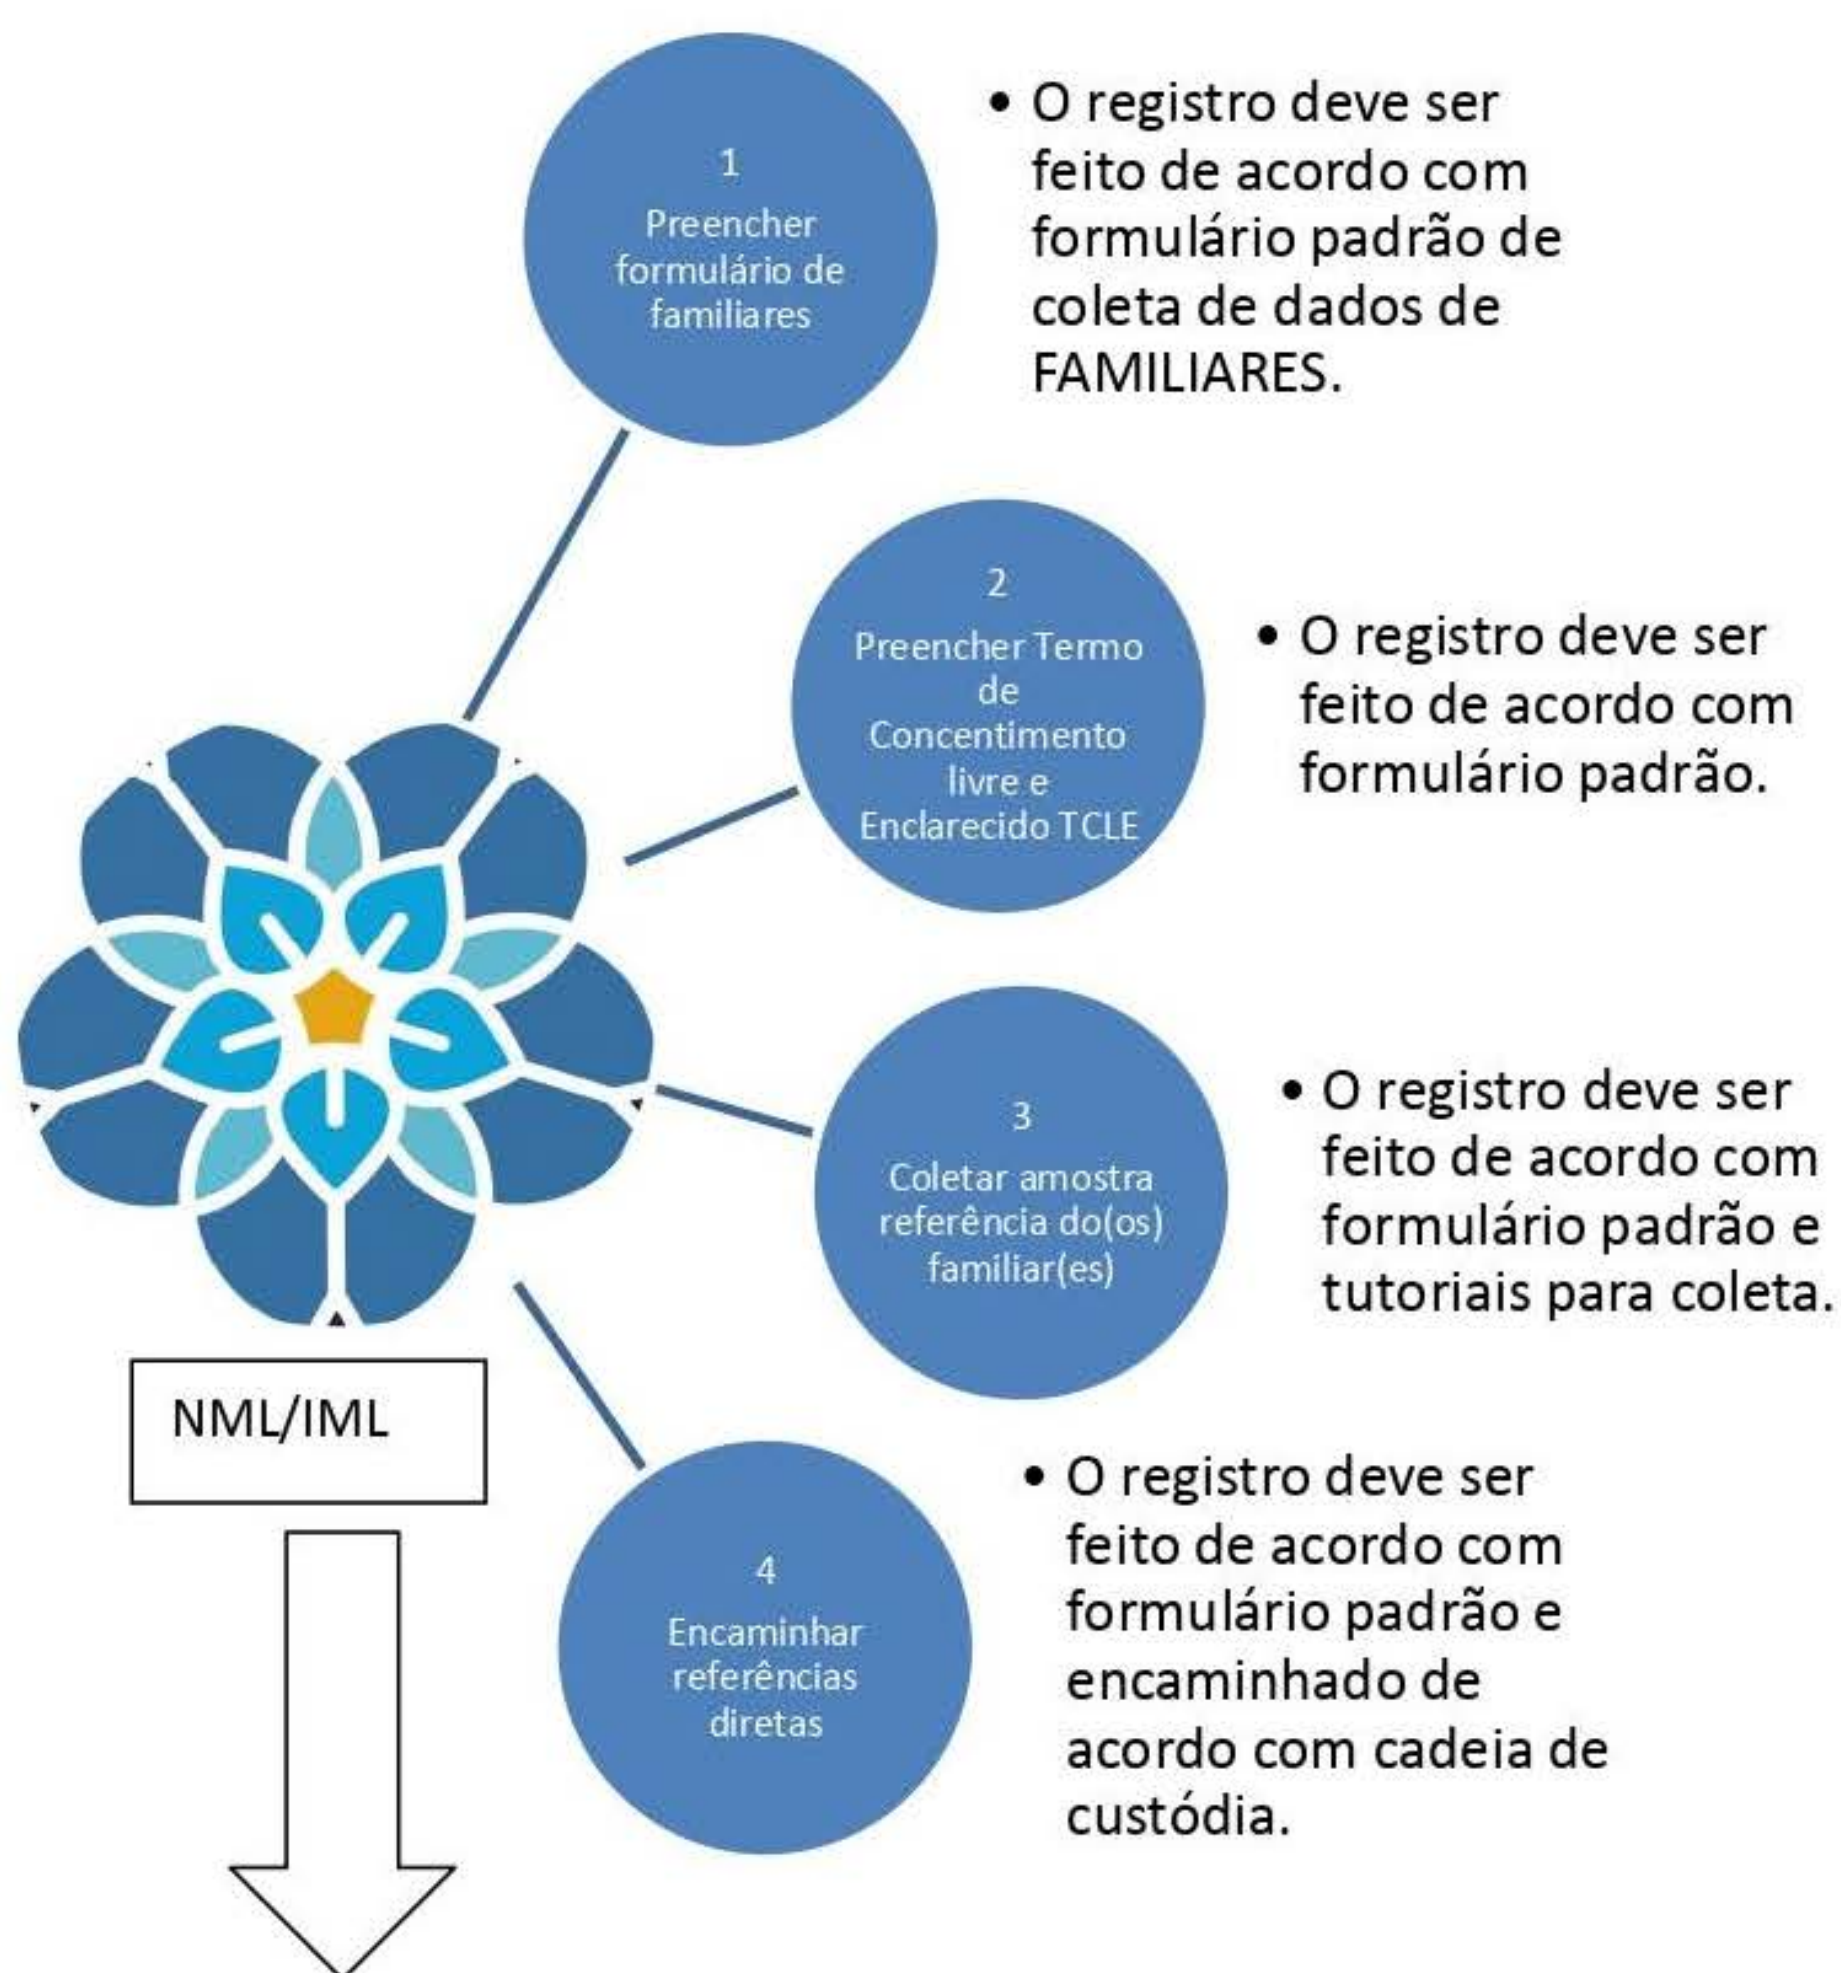 1
Preencher
formulário de
familiares
• O registro deve ser
feito de acordo com
formulário padrão de
coleta de dados de
FAMILIARES.
2
Preencher Termo
de
Concentimento
livre e
Enclarecido TCLE
• O registro deve ser
feito de acordo com
formulário padrão.
3
Coletar amostra
referência do(os)
familiar(es)
• O registro deve ser
feito de acordo com
formulário padrão e
tutoriais para coleta.
NML/IML
4
Encaminhar
referências
diretas
• O registro deve ser
feito de acordo com
formulário padrão e
encaminhado de
acordo com cadeia de
custódia.